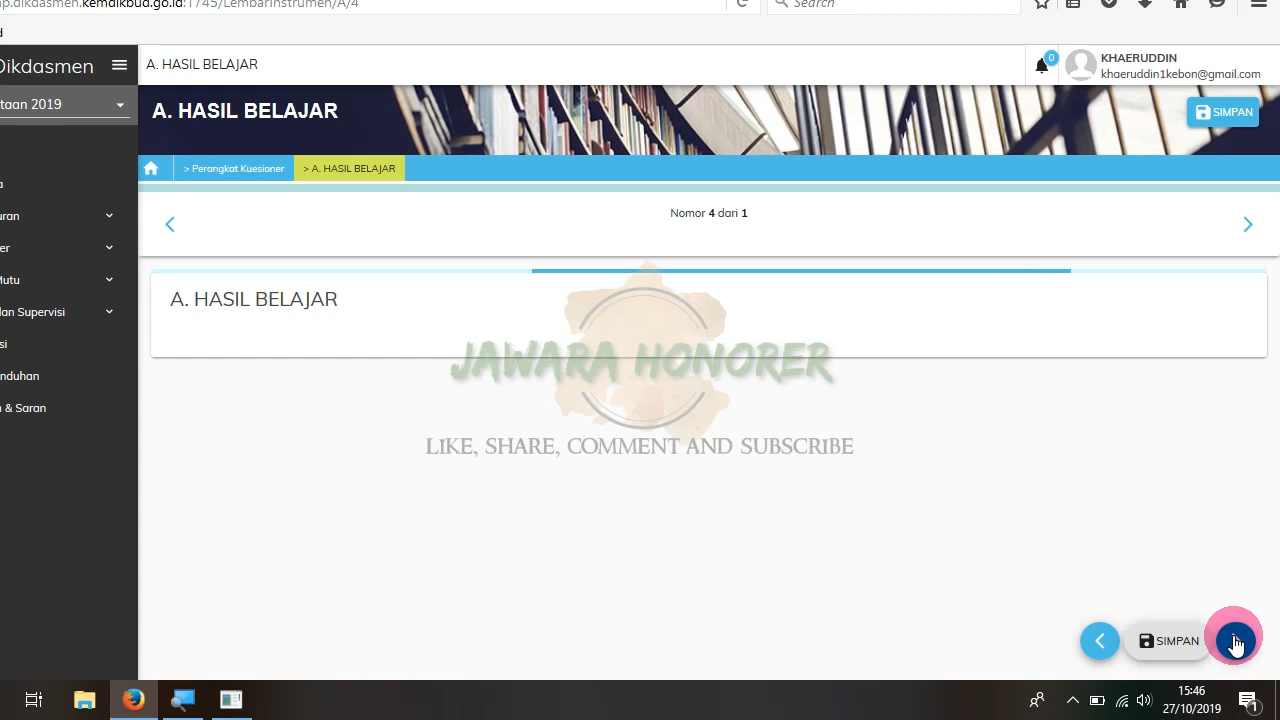 np.dikdasmen.kemdikbud.go.id:1745/LembarInstrumen/A/4
Search
d
Dikdasmen
A. HASIL BELAJAR
0
KHAERUDDIN
khaeruddin1kebon@gmail.com
taan 2019
A. HASIL BELAJAR
SIMPAN
> Perangkat Kuesioner
> A. HASIL BELAJAR
a
uran
er
Mutu
dan Supervisi
si
nduhan
n & Saran
Nomor 4 dari 1
A. HASIL BELAJAR
JAWARA HONORER
LIKE, SHARE, COMMENT AND SUBSCRIBE
SIMPAN
15:46
27/10/2019
1